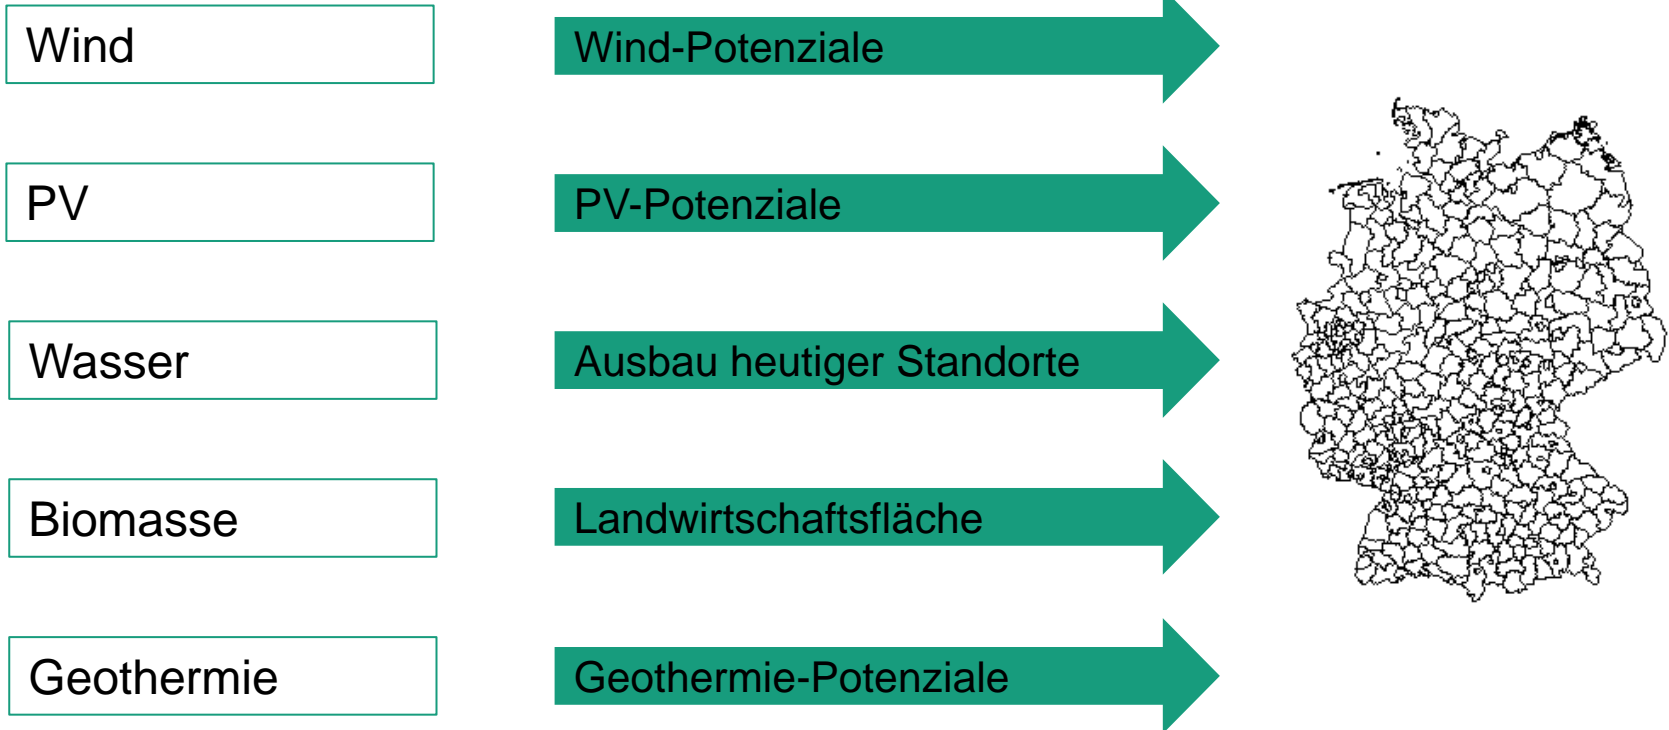 Wind
Wind-Potenziale
PV
PV-Potenziale
Wasser
Ausbau heutiger Standorte
Biomasse
Landwirtschaftsfläche
Geothermie
Geothermie-Potenziale